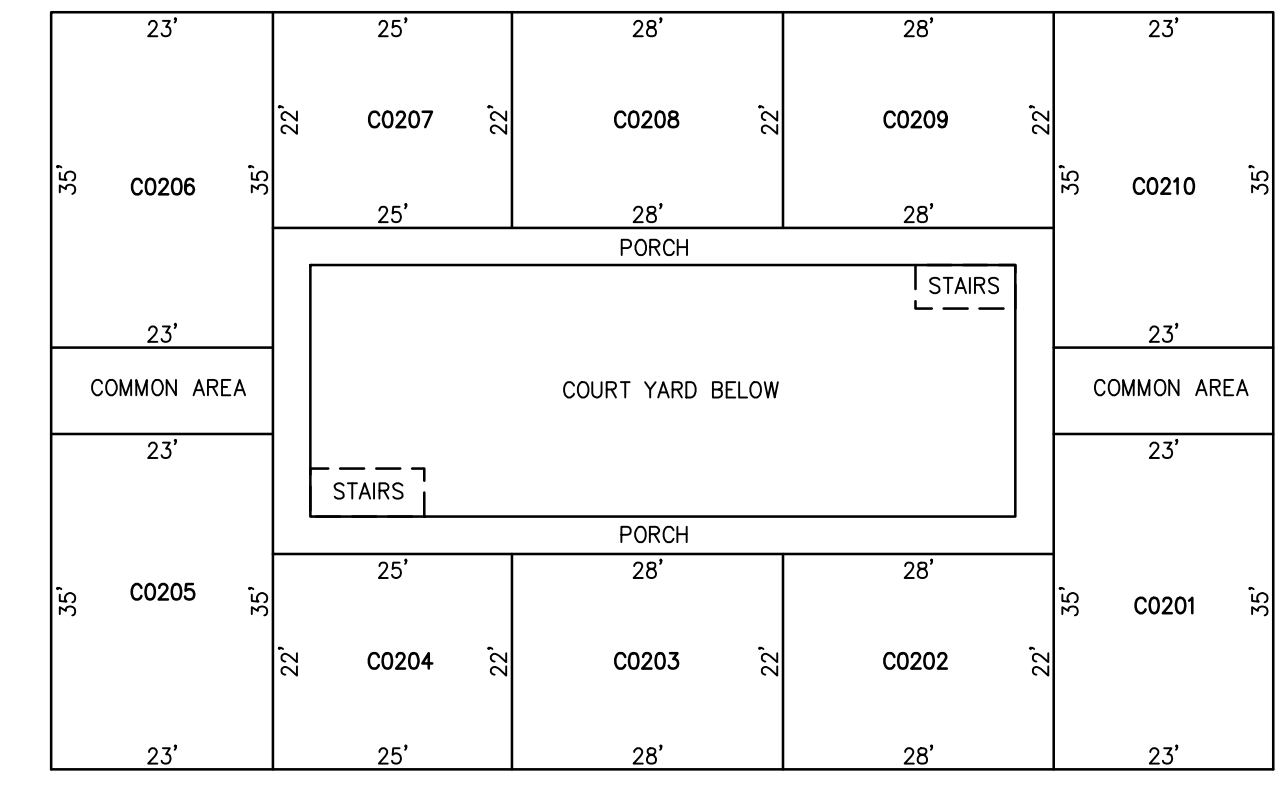 23'
25'
28'
28'
23'
22'
C0207
22'
C0208
22'
C0209
22'
35'
C0206
35'
35'
C0210
35'
25'
28'
28'
PORCH
STAIRS
23'
23'
COMMON AREA
COURT YARD BELOW
COMMON AREA
23'
23'
STAIRS
PORCH
25'
28'
28'
35'
C0205
35'
35'
C0201
35'
22'
C0204
22'
C0203
22'
C0202
22'
23'
25'
28'
28'
23'